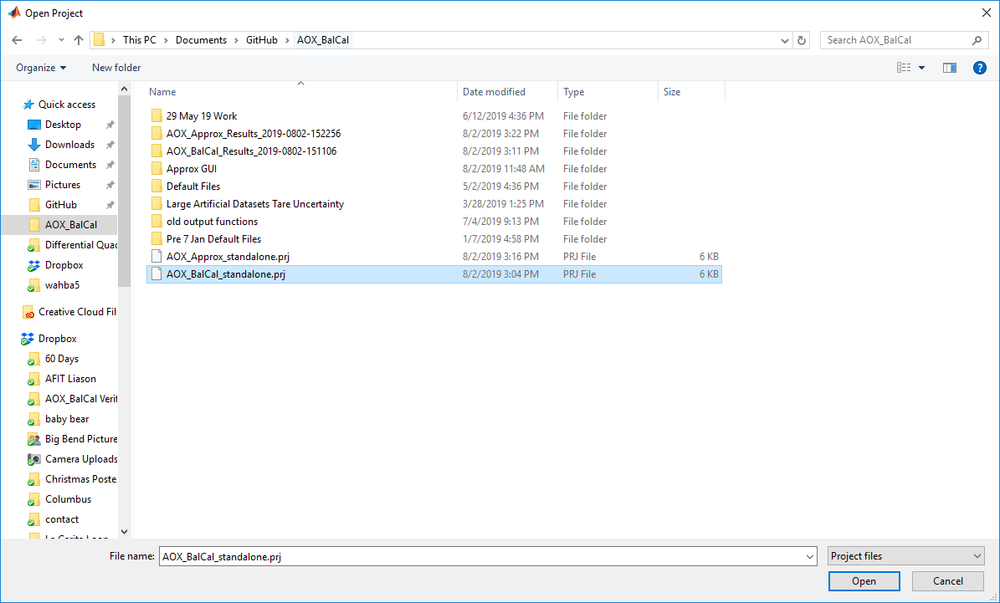 Open Project
This PC > Documents > GitHub > AOX_BalCal
Search AOX_BalCal
Organize
New folder
Quick access
Desktop
Downloads
Documents
Pictures
GitHub
AOX_BalCal
Differential Quad
Dropbox
wahba5
Creative Cloud Fil
Dropbox
60 Days
AFIT Liason
AOX_BalCal Verif
baby bear
Big Bend Picture
Camera Uploads
Christmas Poste
Columbus
contact
Name Date modified Type Size
29 May 19 Work 6/12/2019 4:36 PM File folder
AOX_Approx_Results_2019-0802-152256 8/2/2019 3:22 PM File folder
AOX_BalCal_Results_2019-0802-151106 8/2/2019 3:11 PM File folder
Approx GUI 8/2/2019 11:48 AM File folder
Default Files 5/2/2019 4:36 PM File folder
Large Artificial Datasets Tare Uncertainty 3/28/2019 1:25 PM File folder
old output functions 7/4/2019 9:13 PM File folder
Pre 7 Jan Default Files 1/7/2019 4:58 PM File folder
AOX_Approx_standalone.prj 8/2/2019 3:16 PM PRJ File 6 KB
AOX_BalCal_standalone.prj 8/2/2019 3:04 PM PRJ File 6 KB
File name: AOX_BalCal_standalone.prj
Project files
Open
Cancel